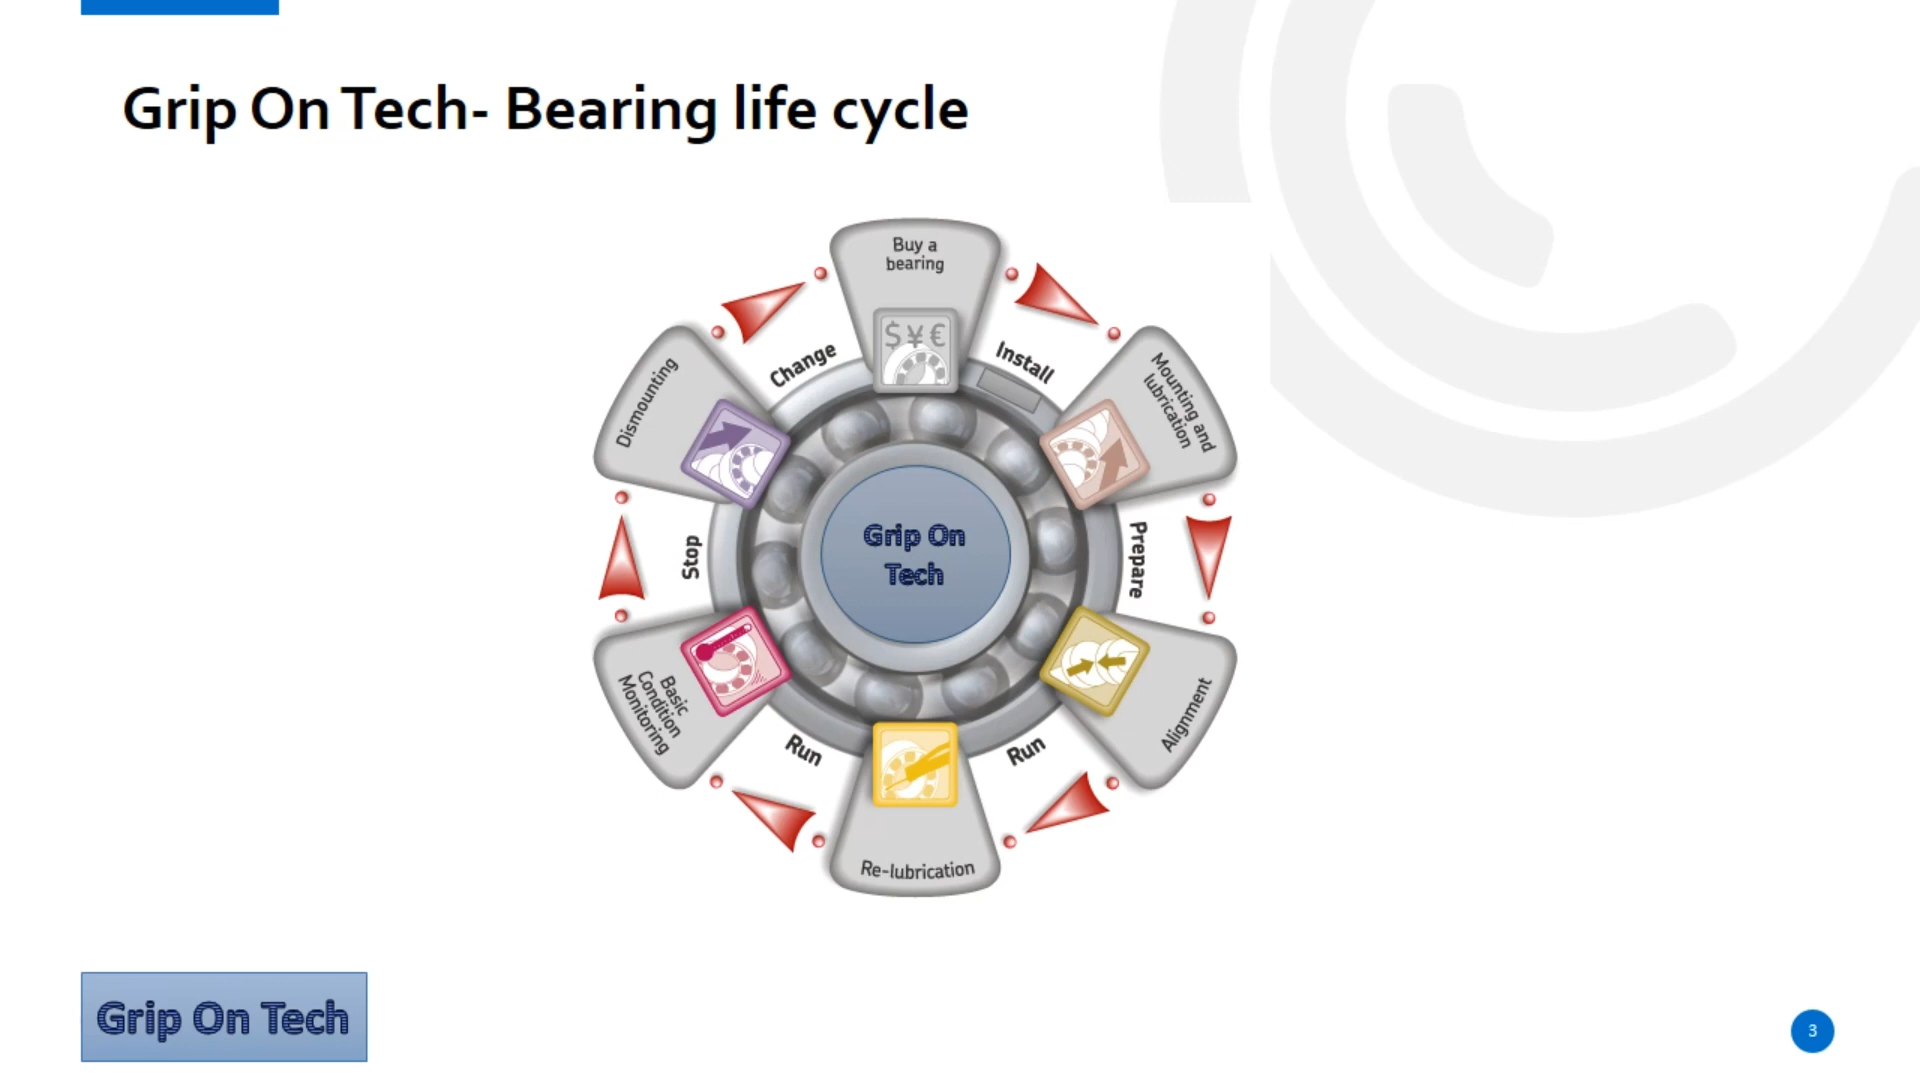 Grip On Tech- Bearing life cycle
Buy a
bearing
$ ¥ €
Install
Mounting and
lubrication
Prepare
Alignment
Run
Re-lubrication
Run
Basic
Condition
Monitoring
Stop
Dismounting
Change
Grip On
Tech
Grip On Tech
3